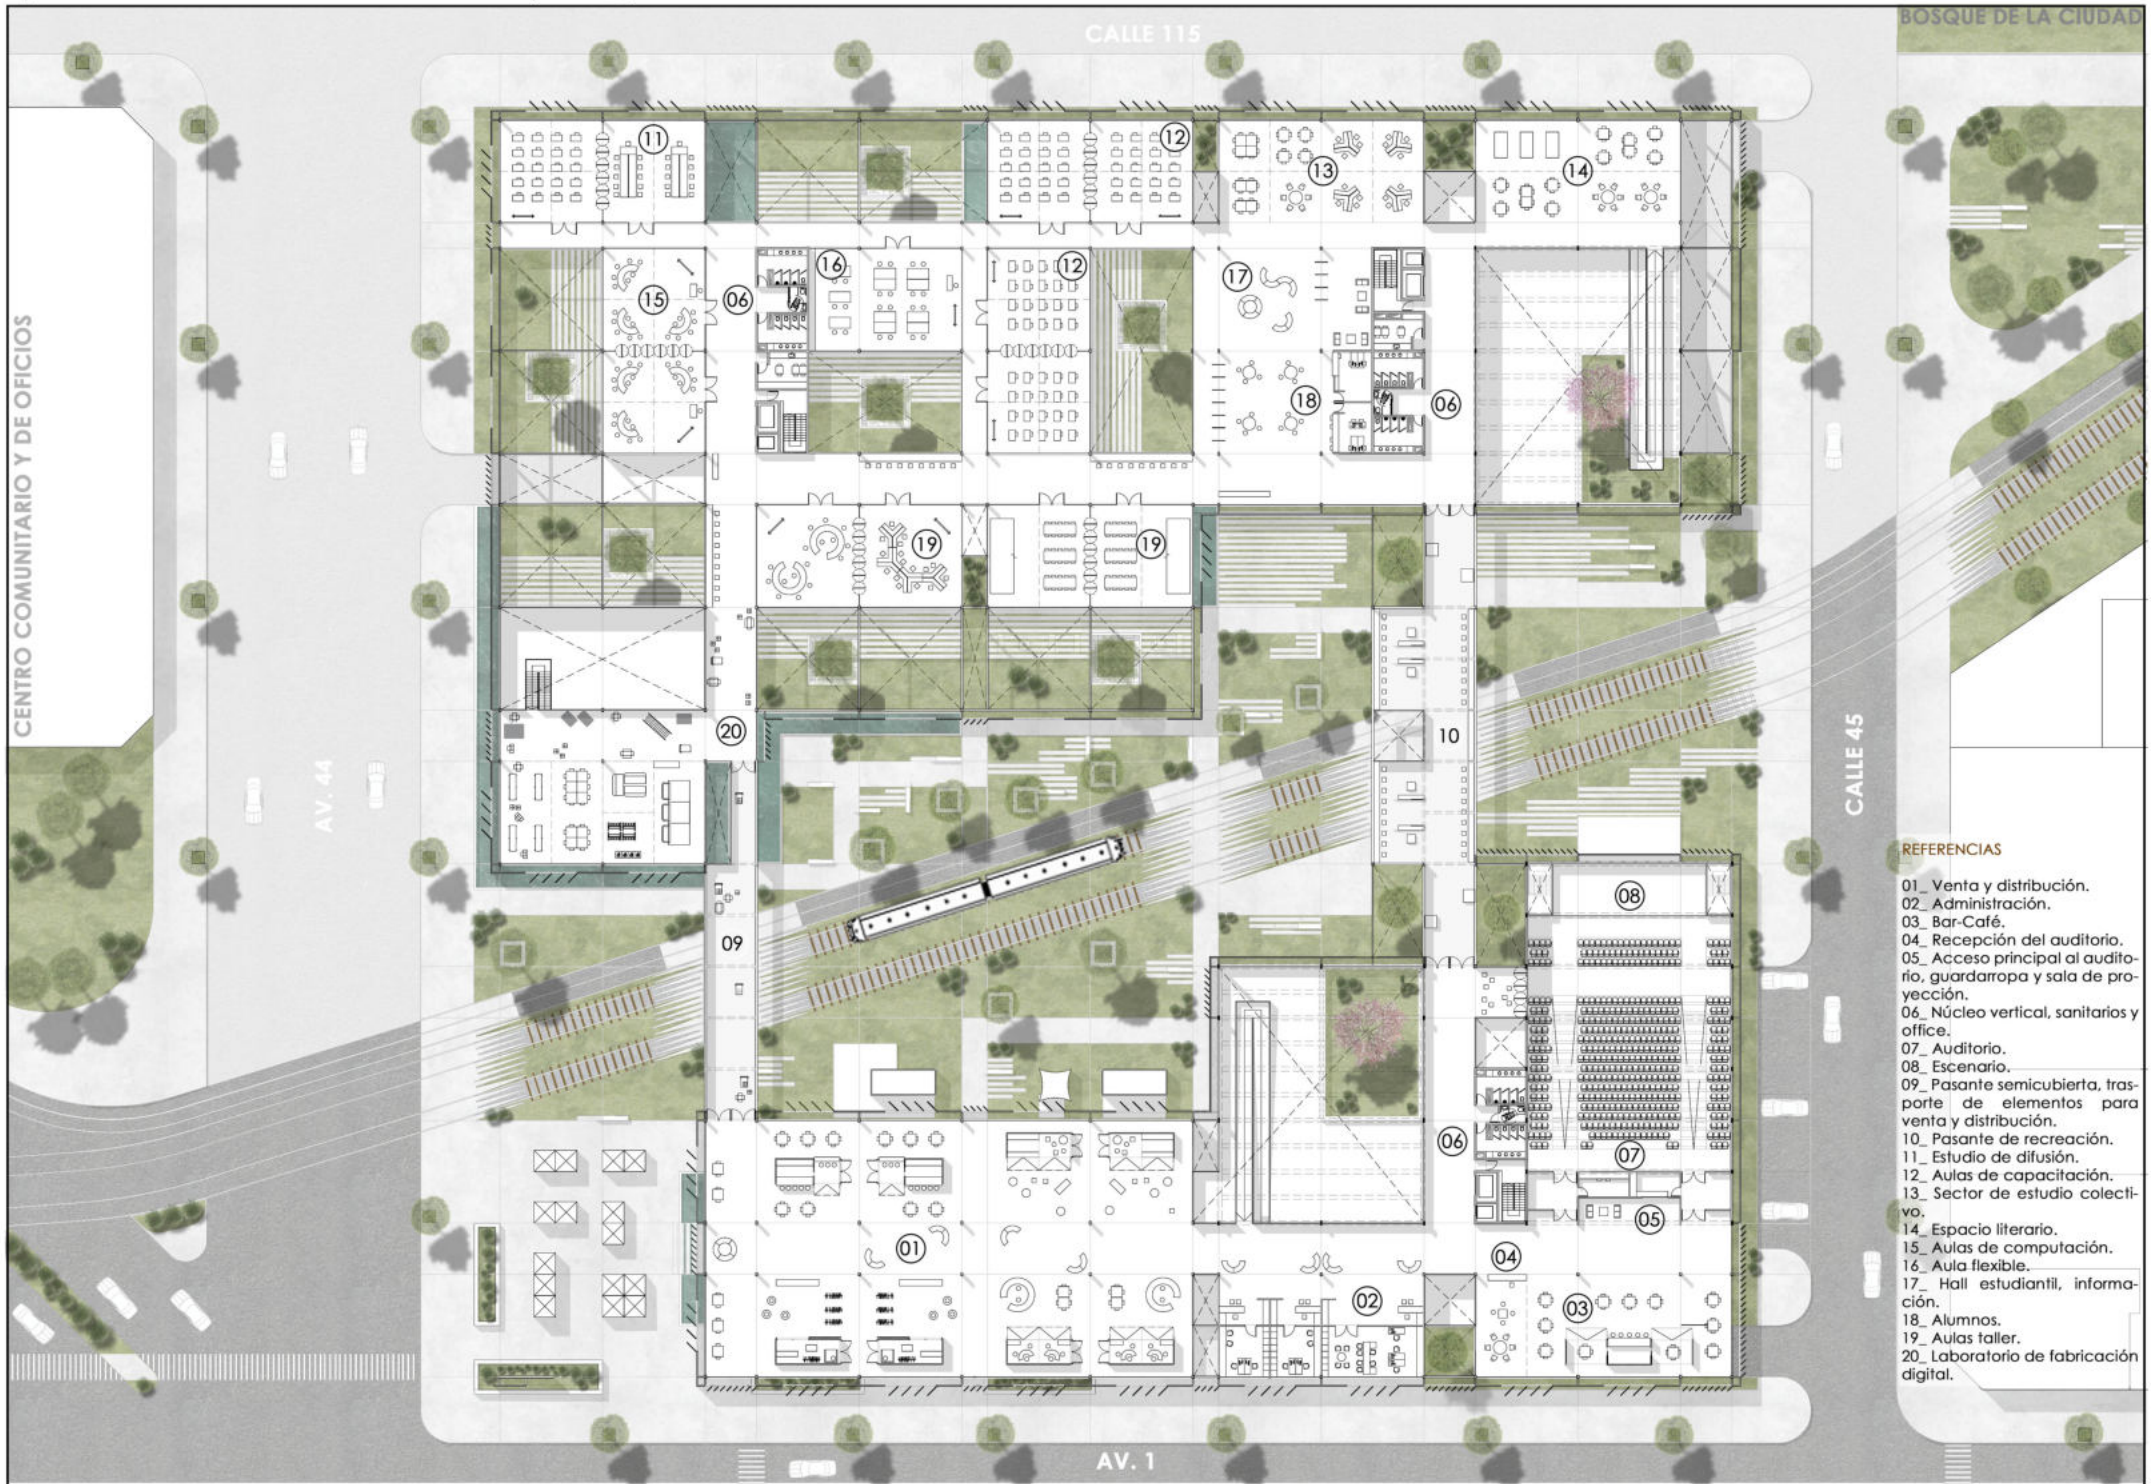 CALLE 115
BOSQUE DE LA CIUDAD
11
12
13
14
16
12
17
15
06
18
06
CENTRO COMUNITARIO Y DE OFICIOS
19
19
20
10
AV. 44
CALLE 45
09
08
06
07
05
01
04
02
03
AV. 1
REFERENCIAS
01_ Venta y distribución.
02_ Administración.
03_ Bar-Café.
04_ Recepción del auditorio.
05_ Acceso principal al audito-
rio, guardarropa y sala de pro-
yección.
06_ Núcleo vertical, sanitarios y
office.
07_ Auditorio.
08_ Escenario.
09_ Pasante semicubierta, tras-
porte de elementos para
venta y distribución.
10_ Pasante de recreación.
11_ Estudio de difusión.
12_ Aulas de capacitación.
13_ Sector de estudio colecti-
vo.
14_ Espacio literario.
15_ Aulas de computación.
16_ Aula flexible.
17_ Hall estudiantil, informa-
ción.
18_ Alumnos.
19_ Aulas taller.
20_ Laboratorio de fabricación
digital.